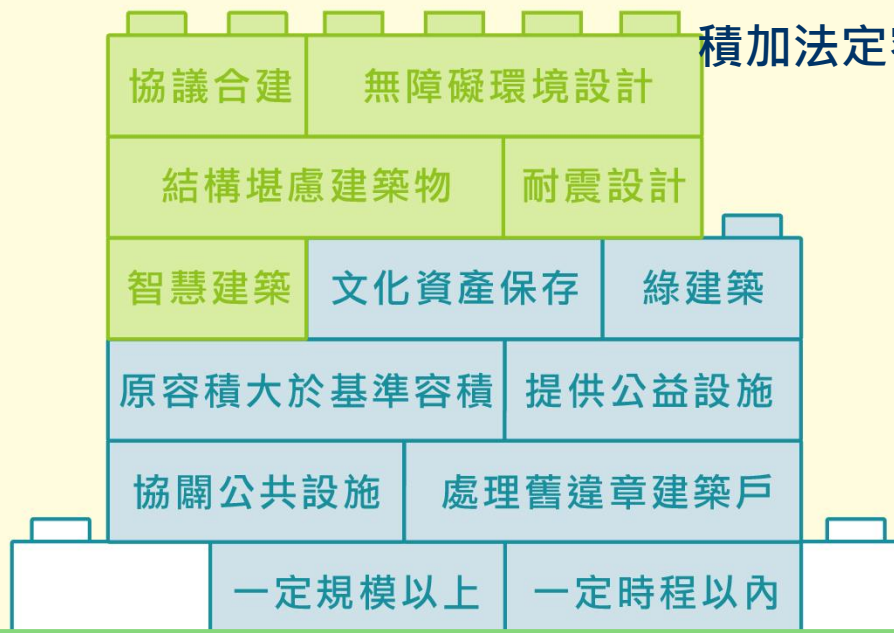 積加法定
協議合建 無障礙環境設計
結構堪慮建築物 耐震設計
智慧建築 文化資產保存 綠建築
原容積大於基準容積 提供公益設施
協闢公共設施 處理舊違章建築戶
一定規模以上 一定時程以內